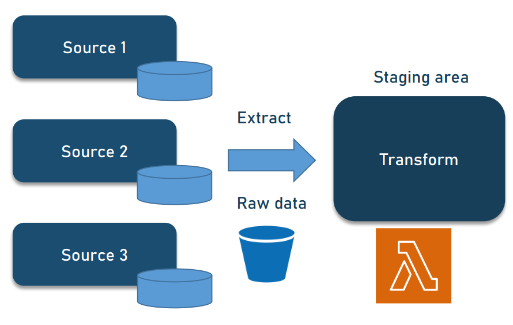 Source 1
Staging area
Extract
Source 2
Transform
Raw data
Source 3